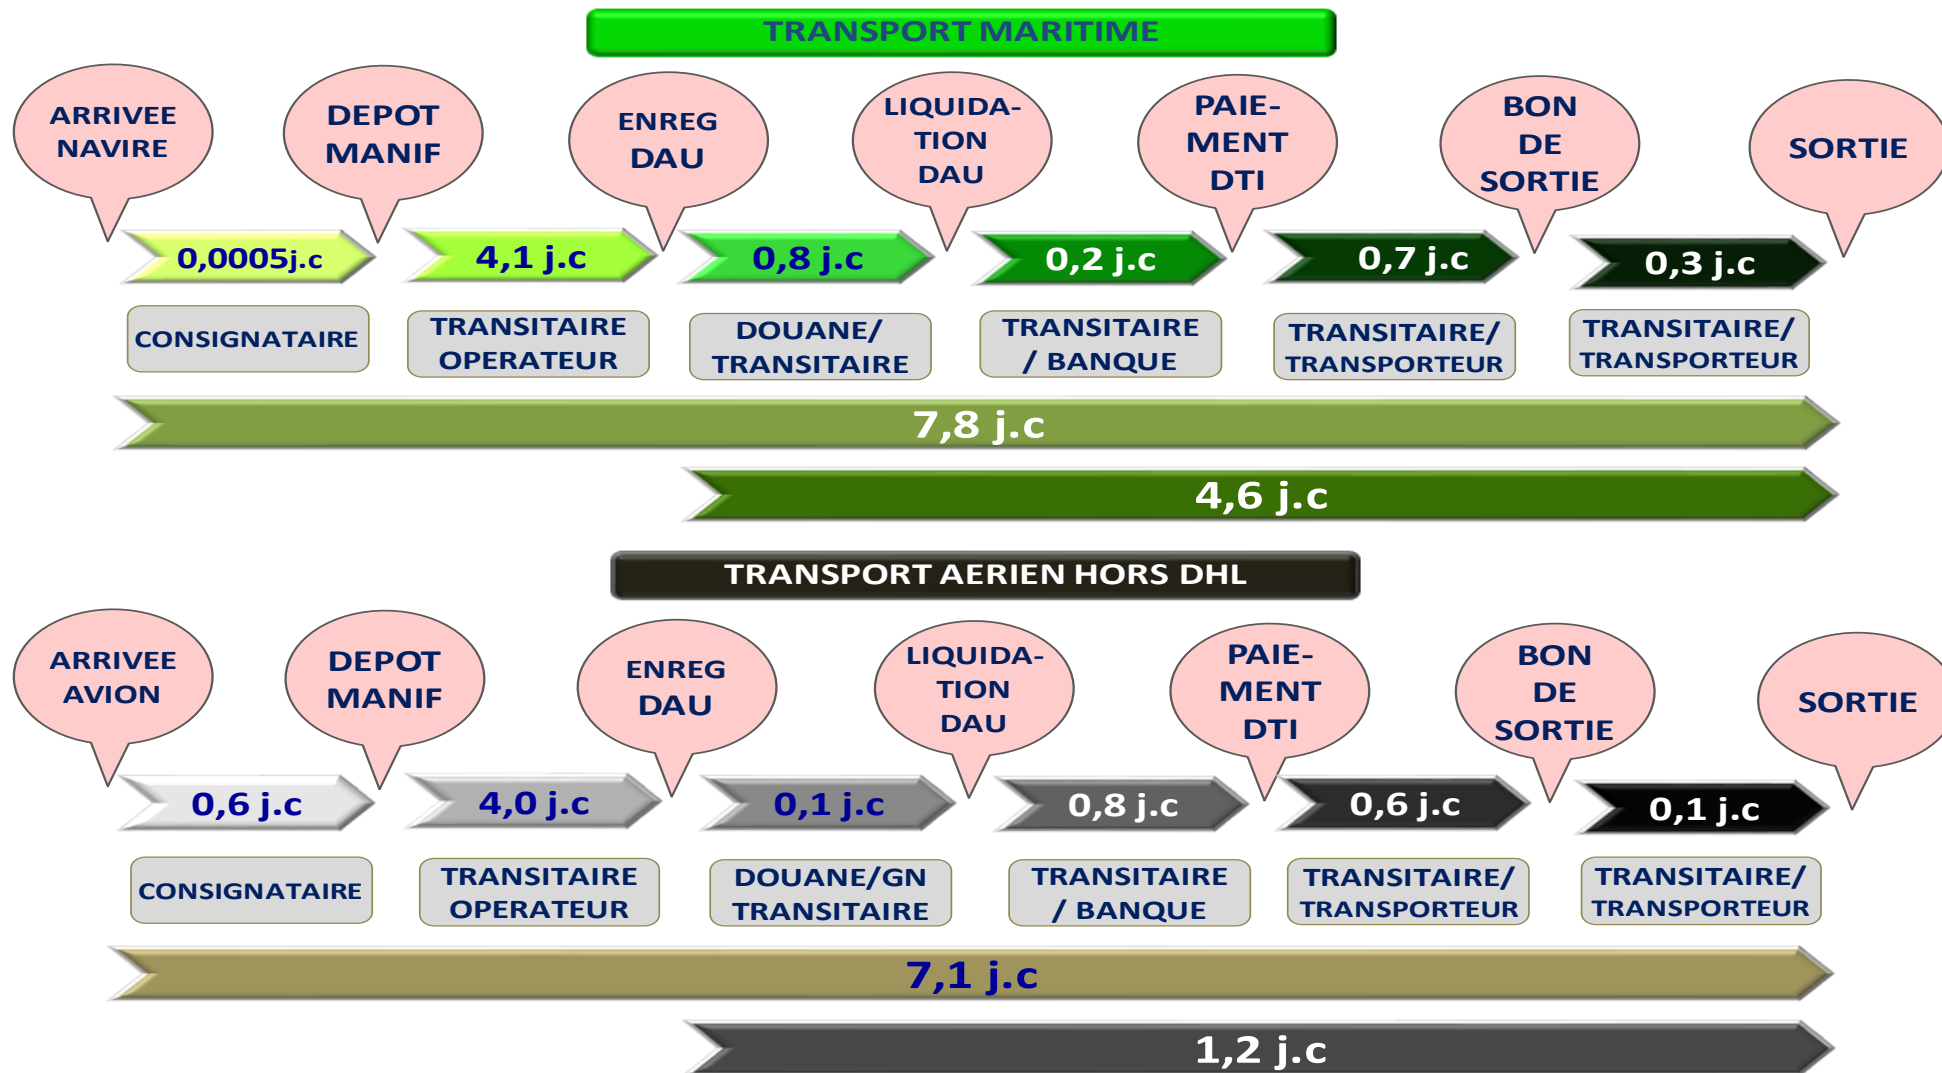 TRANSPORT MARITIME
ARRIVEE
NAVIRE
DEPOT
MANIF
ENREG
DAU
LIQUIDA-
TION
DAU
PAIE-
MENT
DTI
BON
DE
SORTIE
SORTIE
0,0005j.c
4,1 j.c
0,8 j.c
0,2 j.c
0,7 j.c
0,3 j.c
CONSIGNATAIRE
TRANSITAIRE
OPERATEUR
DOUANE/
TRANSITAIRE
TRANSITAIRE
/ BANQUE
TRANSITAIRE/
TRANSPORTEUR
TRANSITAIRE/
TRANSPORTEUR
7,8 j.c
4,6 j.c
TRANSPORT AERIEN HORS DHL
ARRIVEE
AVION
DEPOT
MANIF
ENREG
DAU
LIQUIDA-
TION
DAU
PAIE-
MENT
DTI
BON
DE
SORTIE
SORTIE
0,6 j.c
4,0 j.c
0,1 j.c
0,8 j.c
0,6 j.c
0,1 j.c
CONSIGNATAIRE
TRANSITAIRE
OPERATEUR
DOUANE/GN
TRANSITAIRE
TRANSITAIRE
/ BANQUE
TRANSITAIRE/
TRANSPORTEUR
TRANSITAIRE/
TRANSPORTEUR
7,1 j.c
1,2 j.c